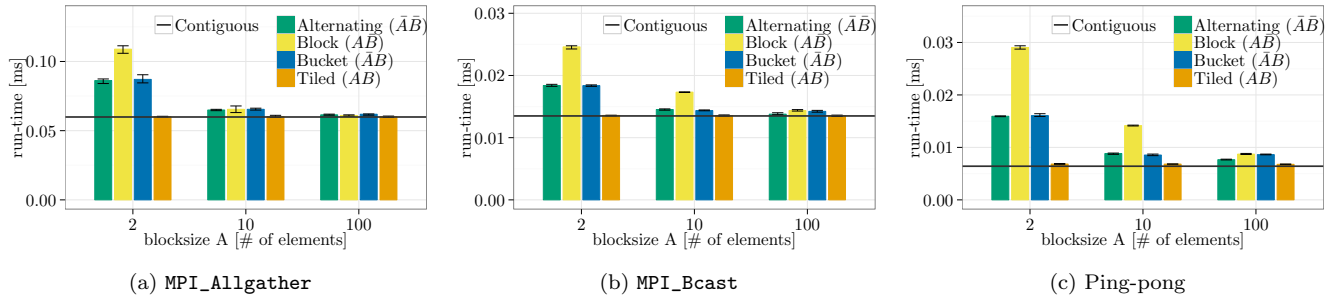 Contiguous
Alternating (ĀB̄)
Block (AB̄)
Bucket (ĀB)
Tiled (AB)
run-time [ms]
0.10
0.05
0.00
2
10
100
blocksize A [# of elements]
(a) MPI_Allgather
Contiguous
Alternating (ĀB̄)
Block (AB̄)
Bucket (ĀB)
Tiled (AB)
run-time [ms]
0.03
0.02
0.01
0.00
2
10
100
blocksize A [# of elements]
(b) MPI_Bcast
Contiguous
Alternating (ĀB̄)
Block (AB̄)
Bucket (ĀB)
Tiled (AB)
run-time [ms]
0.03
0.02
0.01
0.00
2
10
100
blocksize A [# of elements]
(c) Ping-pong